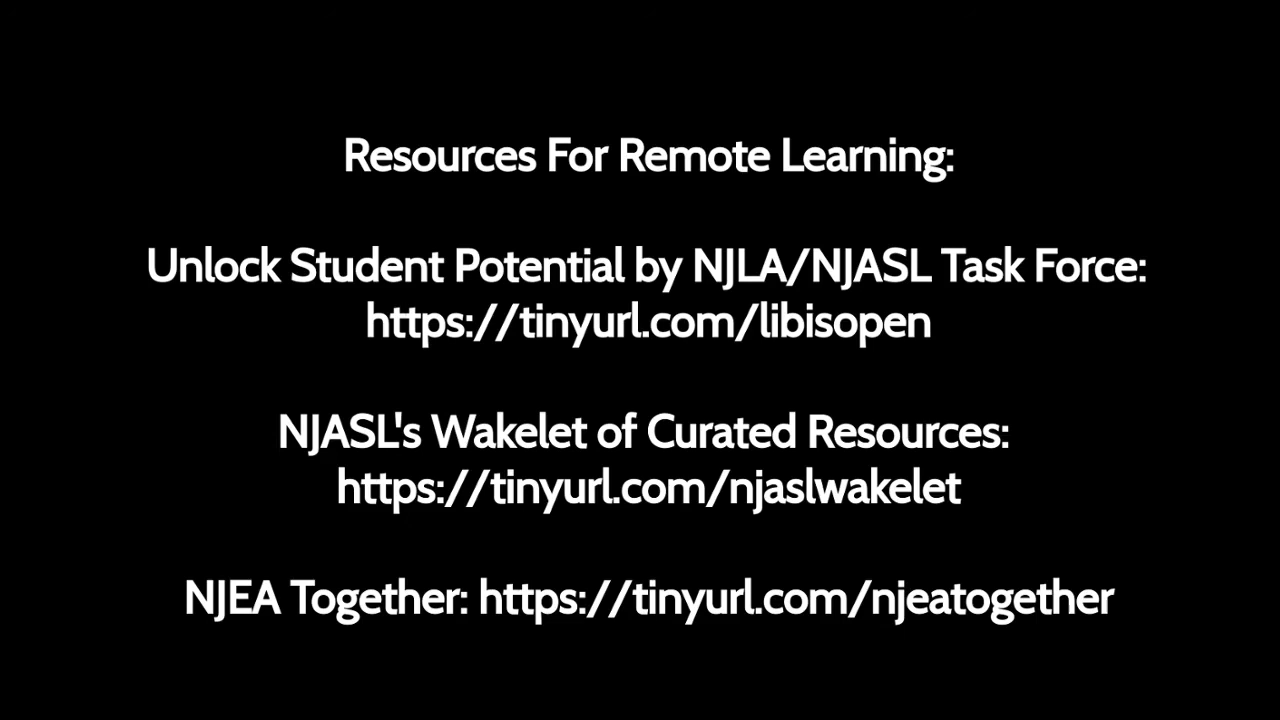 Resources For Remote Learning:
Unlock Student Potential by NJLA/NJASL Task Force:
https://tinyurl.com/libisopen
NJASL's Wakelet of Curated Resources:
https://tinyurl.com/njaslwakelet
NJEA Together: https://tinyurl.com/njeatogether